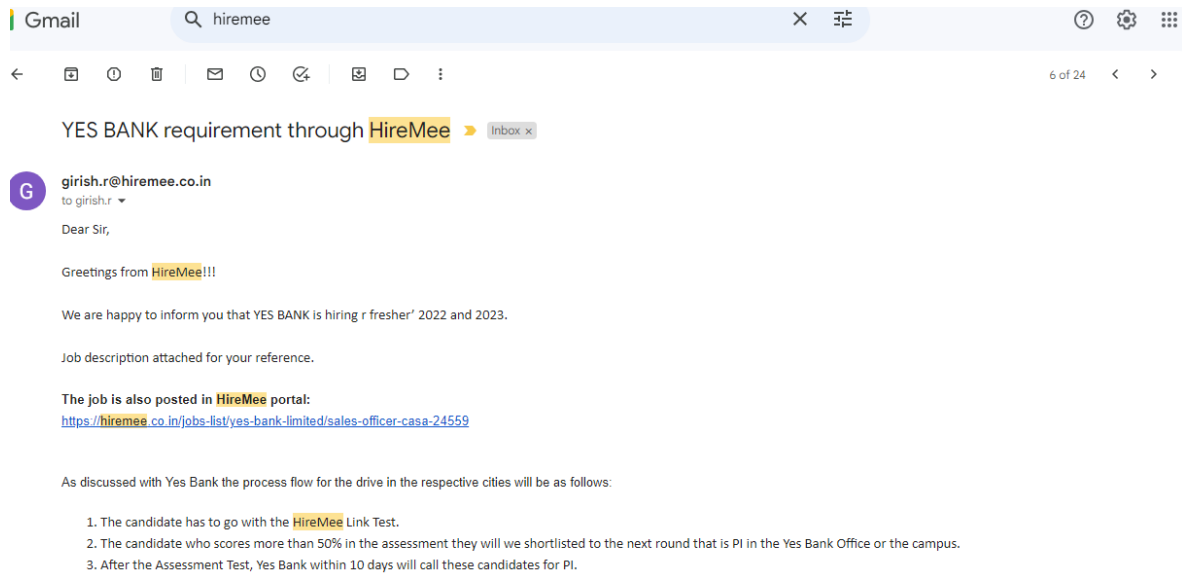 Gmail
hiremee
6 of 24
YES BANK requirement through HireMee Inbox ×
G
girish.r@hiremee.co.in
to girish.r
Dear Sir,
Greetings from HireMee!!!
We are happy to inform you that YES BANK is hiring r fresher’ 2022 and 2023.
Job description attached for your reference.
The job is also posted in HireMee portal:
https://hiremee.co.in/jobs-list/yes-bank-limited/sales-officer-casa-24559
As discussed with Yes Bank the process flow for the drive in the respective cities will be as follows:
1. The candidate has to go with the HireMee Link Test.
2. The candidate who scores more than 50% in the assessment they will we shortlisted to the next round that is PI in the Yes Bank Office or the campus.
3. After the Assessment Test, Yes Bank within 10 days will call these candidates for PI.